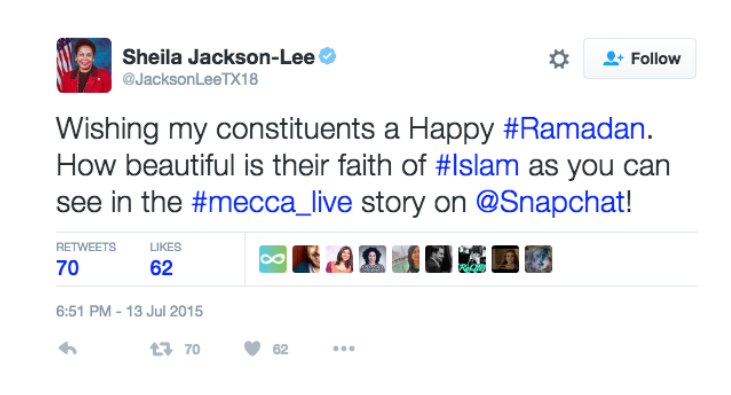 Sheila Jackson-Lee
@JacksonLeeTX18
Follow
Wishing my constituents a Happy #Ramadan.
How beautiful is their faith of #Islam as you can
see in the #mecca_live story on @Snapchat!
RETWEETS LIKES
70 62
6:51 PM - 13 Jul 2015
70 62